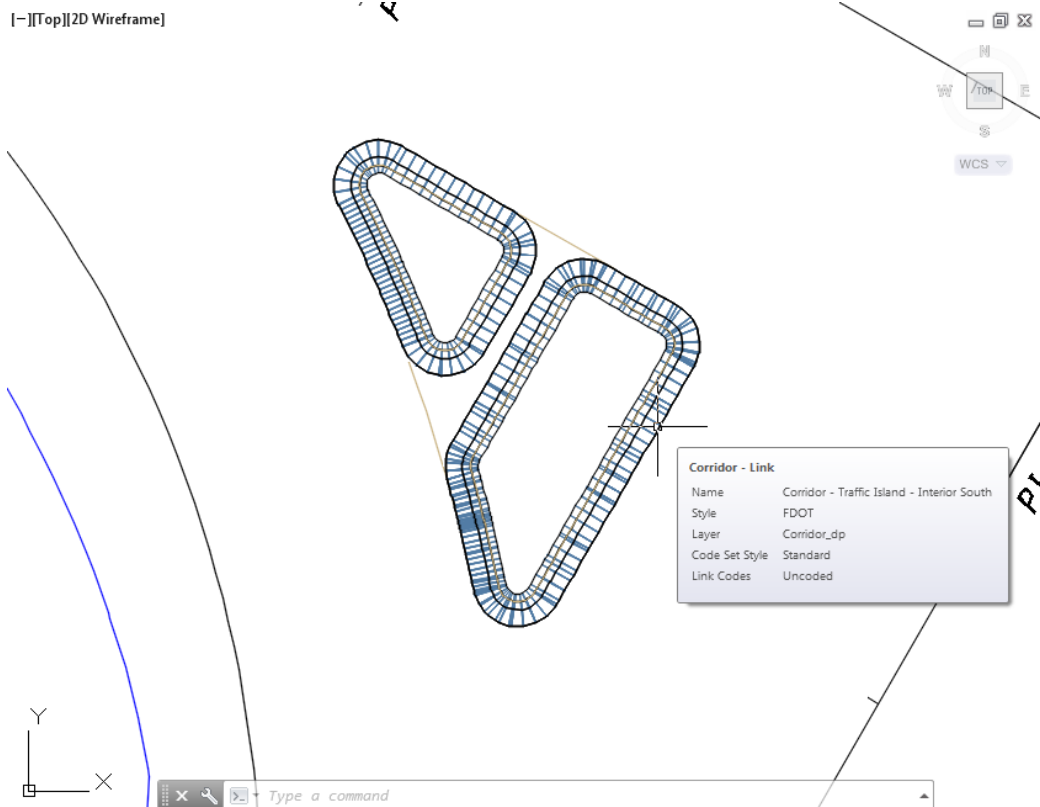 [−][Top][2D Wireframe]
N
W
TOP
E
S
WCS
Corridor - Link
Name Corridor - Traffic Island - Interior South
Style FDOT
Layer Corridor_dp
Code Set Style Standard
Link Codes Uncoded
Y
X
Type a command